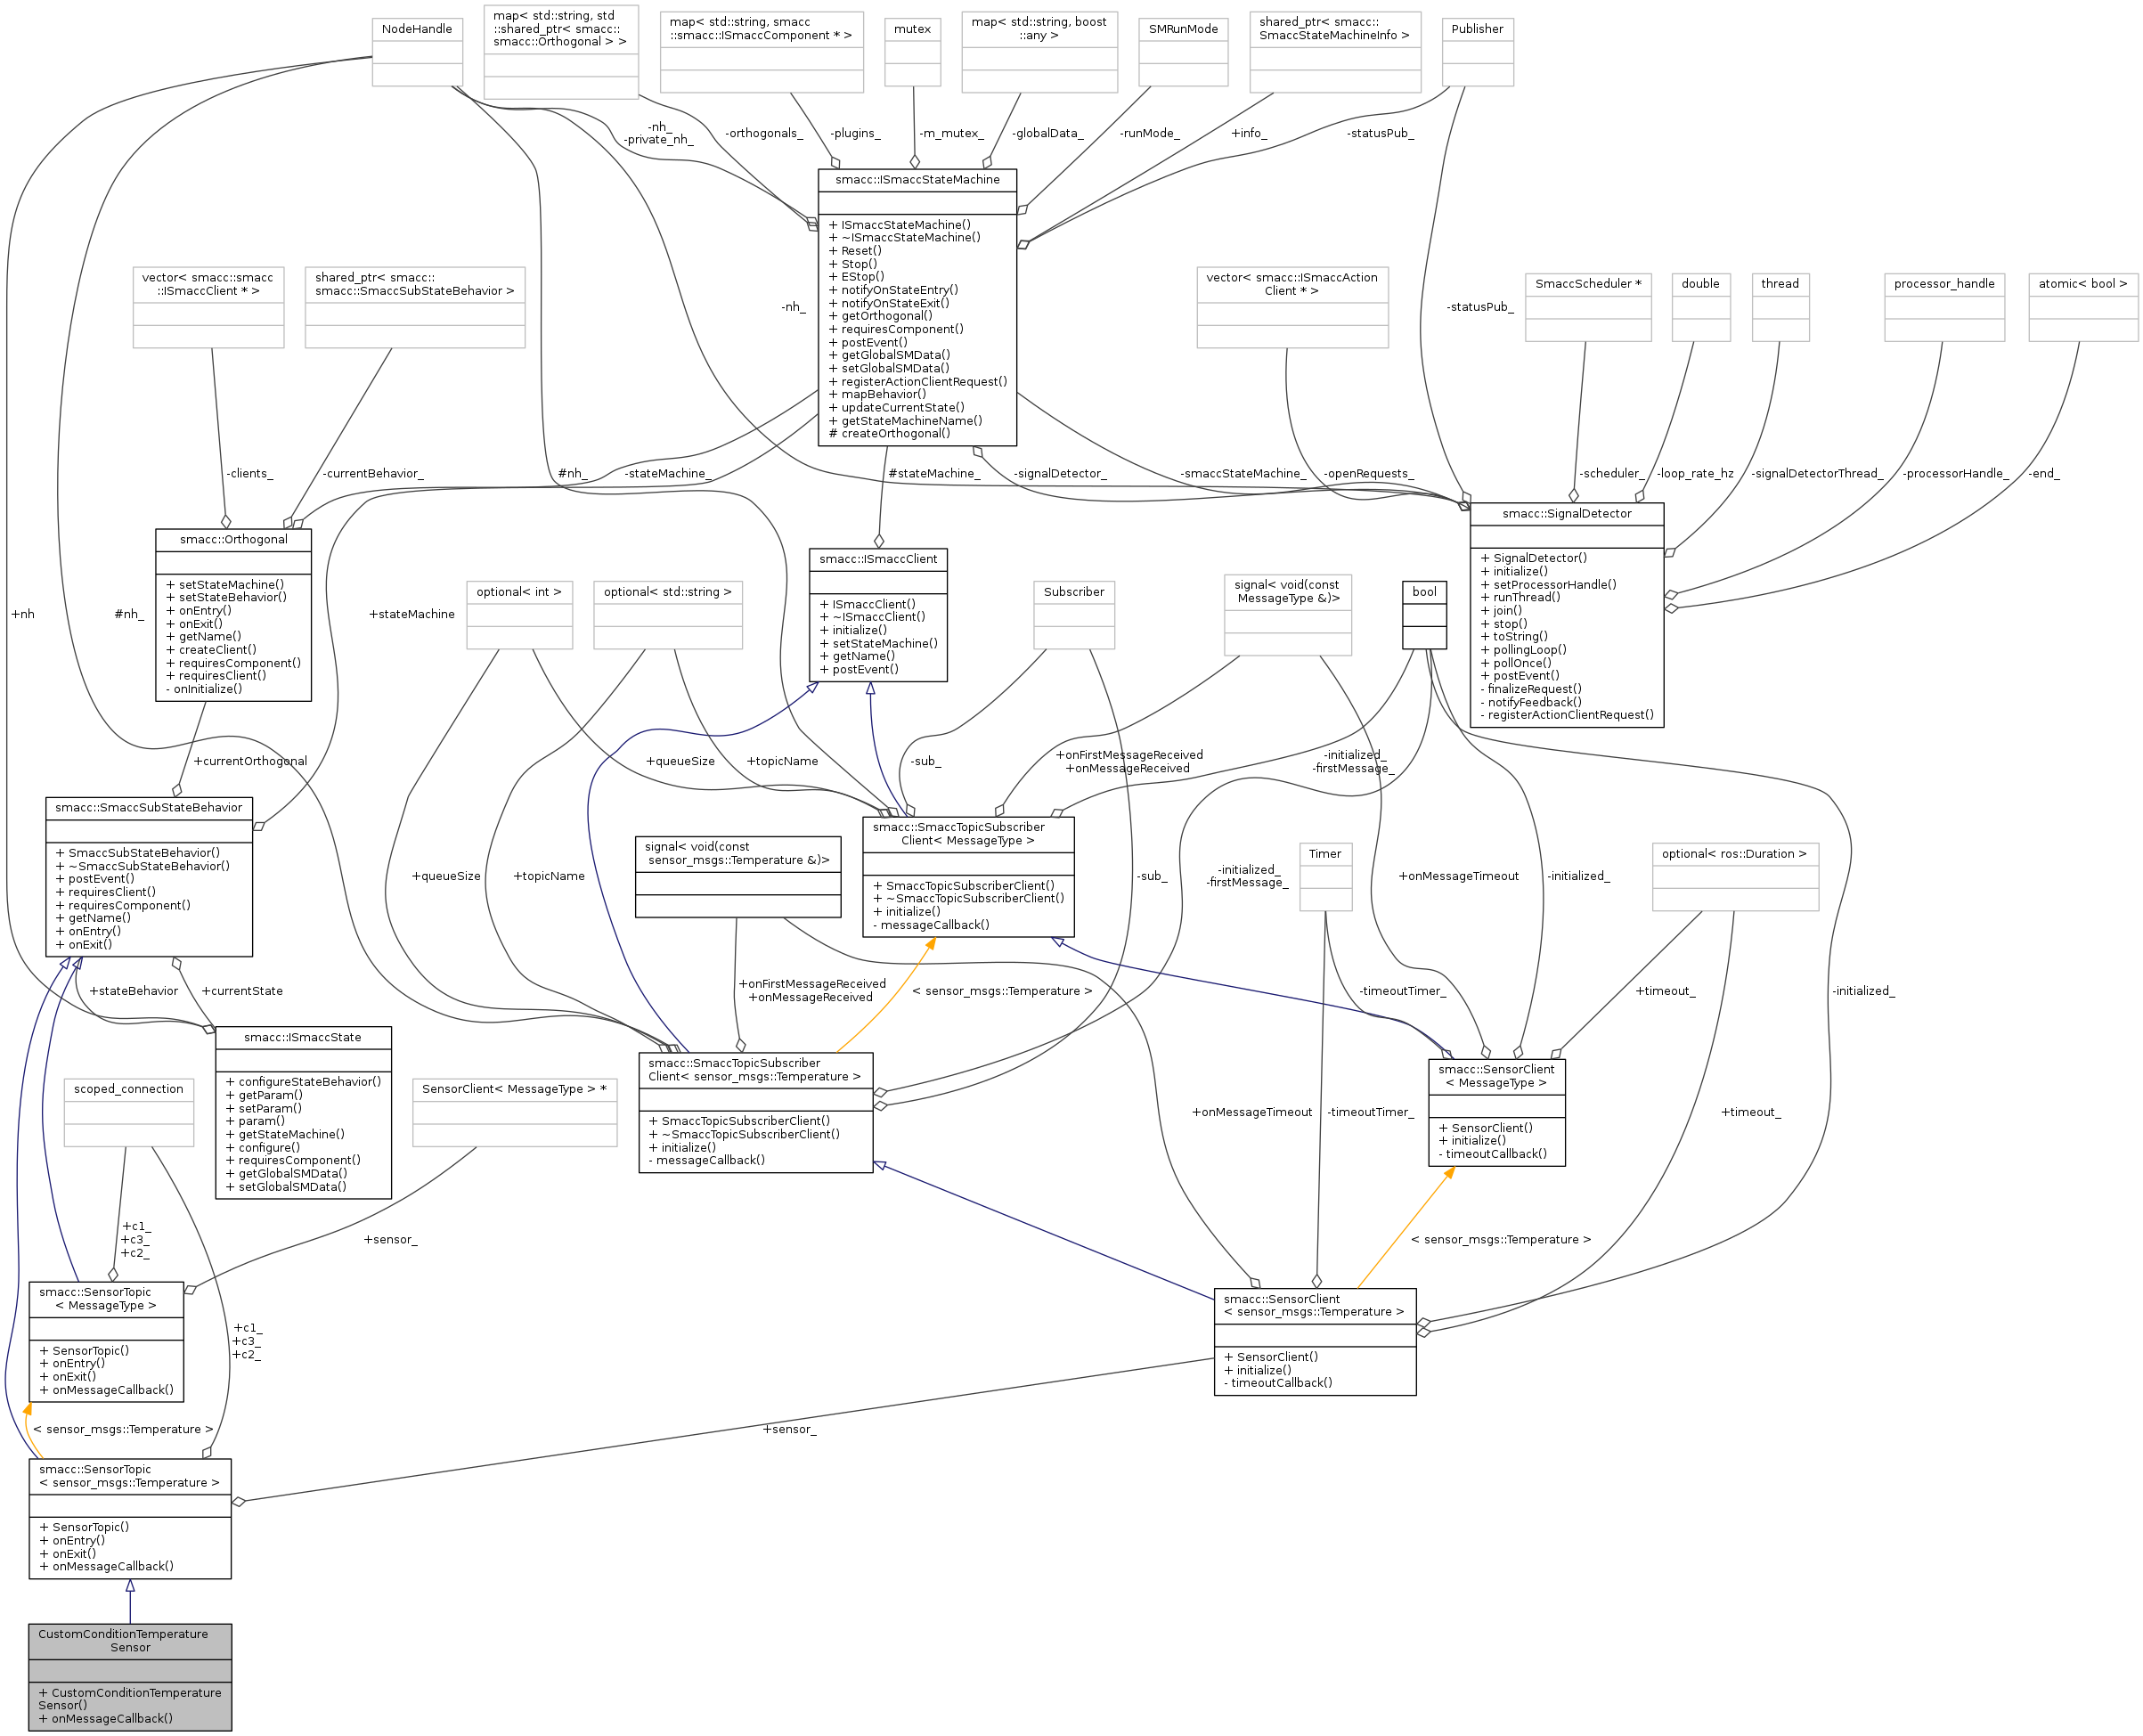 NodeHandle
map< std::string, std
::shared_ptr< smacc::
smacc::Orthogonal > >
map< std::string, smacc
::smacc::ISmaccComponent * >
mutex
map< std::string, boost
::any >
SMRunMode
shared_ptr< smacc::
SmaccStateMachineInfo >
Publisher
-nh_
-private_nh_
-orthogonals_
-plugins_
-m_mutex_
-globalData_
-runMode_
+info_
-statusPub_
smacc::ISmaccStateMachine
+ ISmaccStateMachine()
+ ~ISmaccStateMachine()
+ Reset()
+ Stop()
+ EStop()
+ notifyOnStateEntry()
+ notifyOnStateExit()
+ getOrthogonal()
+ requiresComponent()
+ postEvent()
+ getGlobalSMData()
+ setGlobalSMData()
+ registerActionClientRequest()
+ mapBehavior()
+ updateCurrentState()
+ getStateMachineName()
# createOrthogonal()
vector< smacc::smacc
::ISmaccClient * >
shared_ptr< smacc::
smacc::SmaccSubStateBehavior >
-nh_
vector< smacc::ISmaccAction
Client * >
-statusPub_
SmaccScheduler *
double
thread
processor_handle
atomic< bool >
-clients_
-currentBehavior_
#nh_
-stateMachine_
#stateMachine_
-signalDetector_
-smaccStateMachine_
-openRequests_
-scheduler_
-loop_rate_hz
-signalDetectorThread_
-processorHandle_
-end_
smacc::Orthogonal
+ setStateMachine()
+ setStateBehavior()
+ onEntry()
+ onExit()
+ getName()
+ createClient()
+ requiresComponent()
+ requiresClient()
- onInitialize()
smacc::ISmaccClient
+ ISmaccClient()
+ ~ISmaccClient()
+ initialize()
+ setStateMachine()
+ getName()
+ postEvent()
smacc::SignalDetector
+ SignalDetector()
+ initialize()
+ setProcessorHandle()
+ runThread()
+ join()
+ stop()
+ toString()
+ pollingLoop()
+ pollOnce()
+ postEvent()
- finalizeRequest()
- notifyFeedback()
- registerActionClientRequest()
+nh
#nh_
+stateMachine
optional< int >
optional< std::string >
Subscriber
signal< void(const
MessageType &)>
bool
+currentOrthogonal
+queueSize
+topicName
-sub_
+onFirstMessageReceived
+onMessageReceived
-initialized_
-firstMessage_
smacc::SmaccSubStateBehavior
+ SmaccSubStateBehavior()
+ ~SmaccSubStateBehavior()
+ postEvent()
+ requiresClient()
+ requiresComponent()
+ getName()
+ onEntry()
+ onExit()
signal< void(const
sensor_msgs::Temperature &)>
smacc::SmaccTopicSubscriber
Client< MessageType >
+ SmaccTopicSubscriberClient()
+ ~SmaccTopicSubscriberClient()
+ initialize()
- messageCallback()
Timer
optional< ros::Duration >
+queueSize
+topicName
-sub_
-initialized_
-firstMessage_
+onMessageTimeout
-initialized_
+stateBehavior
+currentState
+onFirstMessageReceived
+onMessageReceived
< sensor_msgs::Temperature >
-timeoutTimer_
+timeout_
-initialized_
smacc::ISmaccState
+ configureStateBehavior()
+ getParam()
+ setParam()
+ param()
+ getStateMachine()
+ configure()
+ requiresComponent()
+ getGlobalSMData()
+ setGlobalSMData()
scoped_connection
SensorClient< MessageType > *
smacc::SmaccTopicSubscriber
Client< sensor_msgs::Temperature >
+ SmaccTopicSubscriberClient()
+ ~SmaccTopicSubscriberClient()
+ initialize()
- messageCallback()
smacc::SensorClient
< MessageType >
+ SensorClient()
+ initialize()
- timeoutCallback()
+onMessageTimeout
-timeoutTimer_
+timeout_
+c1_
+c3_
+c2_
+sensor_
< sensor_msgs::Temperature >
smacc::SensorTopic
< MessageType >
+ SensorTopic()
+ onEntry()
+ onExit()
+ onMessageCallback()
+c1_
+c3_
+c2_
smacc::SensorClient
< sensor_msgs::Temperature >
+ SensorClient()
+ initialize()
- timeoutCallback()
< sensor_msgs::Temperature >
+sensor_
smacc::SensorTopic
< sensor_msgs::Temperature >
+ SensorTopic()
+ onEntry()
+ onExit()
+ onMessageCallback()
CustomConditionTemperature
Sensor
+ CustomConditionTemperature
Sensor()
+ onMessageCallback()